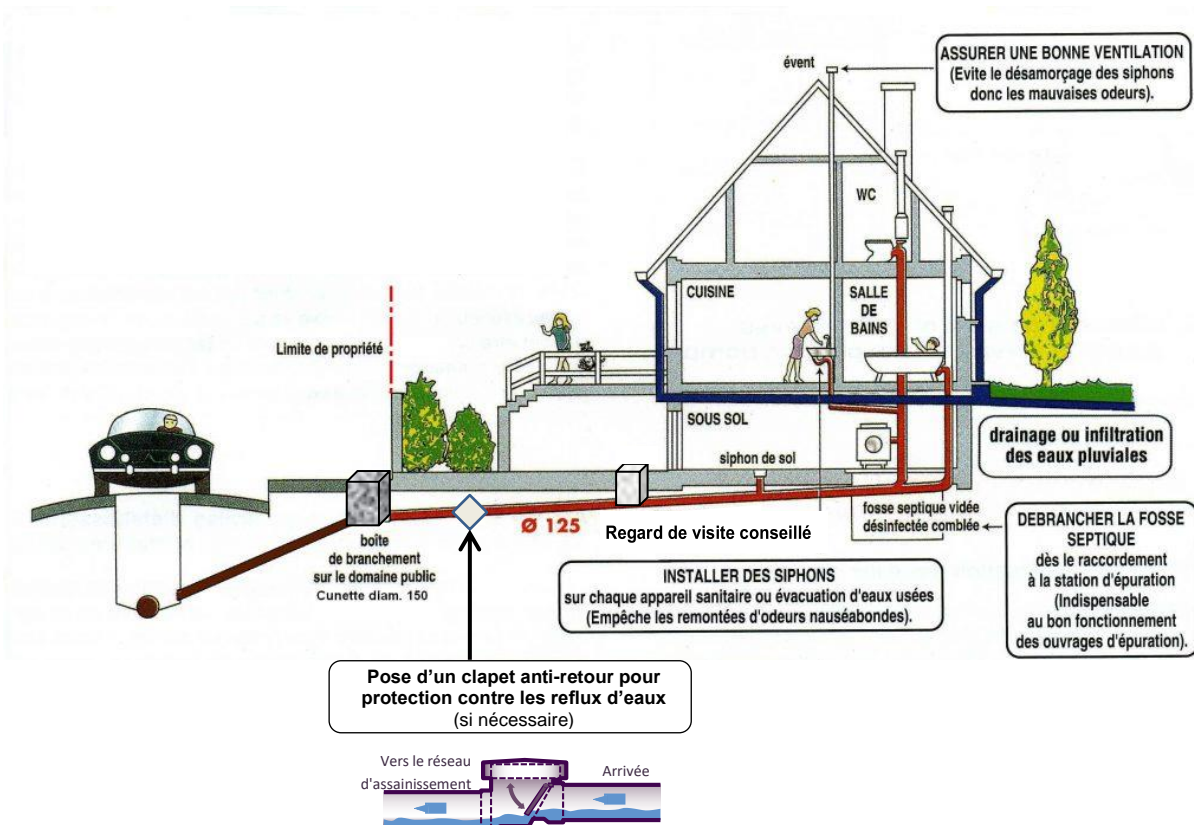 évent
ASSURER UNE BONNE VENTILATION
(Evite le désamorçage des siphons
donc les mauvaises odeurs).
WC
CUISINE
SALLE
DE
BAINS
Limite de propriété
SOUS SOL
siphon de sol
drainage ou infiltration
des eaux pluviales
boîte
de branchement
sur le domaine public
Cunette diam. 150
Ø 125
Regard de visite conseillé
fosse septique vidée
désinfectée comblée
DEBRANCHER LA FOSSE
SEPTIQUE
dès le raccordement
à la station d'épuration
(Indispensable
au bon fonctionnement
des ouvrages d'épuration).
INSTALLER DES SIPHONS
sur chaque appareil sanitaire ou évacuation d'eaux usées
(Empêche les remontées d'odeurs nauséabondes).
Pose d'un clapet anti-retour pour
protection contre les reflux d'eaux
(si nécessaire)
Vers le réseau
d'assainissement
Arrivée